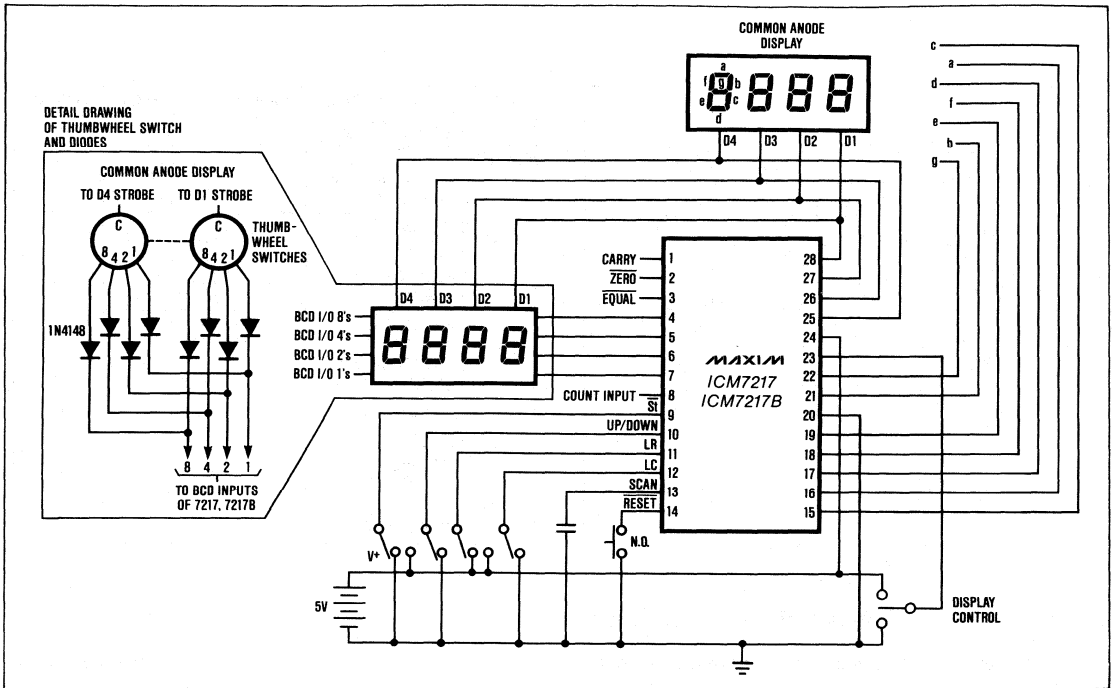 COMMON ANODE
DISPLAY
a
f g b
e c
d
D4 D3 D2 D1
c
a
d
f
e
b
g
DETAIL DRAWING
OF THUMBWHEEL SWITCH
AND DIODES
COMMON ANODE DISPLAY
TO D4 STROBE TO D1 STROBE
C C
8 4 2 1 8 4 2 1
THUMB-
WHEEL
SWITCHES
1N4148
8 4 2 1
TO BCD INPUTS
OF 7217, 7217B
D4 D3 D2 D1
BCD I/O 8's
BCD I/O 4's
BCD I/O 2's
BCD I/O 1's
8888
8888
CARRY 1
ZERO 2
EQUAL 3
4
5
6
7
COUNT INPUT 8
St 9
UP/DOWN 10
LR 11
LC 12
SCAN 13
RESET 14
MAXIM
ICM7217
ICM7217B
28
27
26
25
24
23
22
21
20
19
18
17
16
15
V+
N.O.
5V
DISPLAY
CONTROL